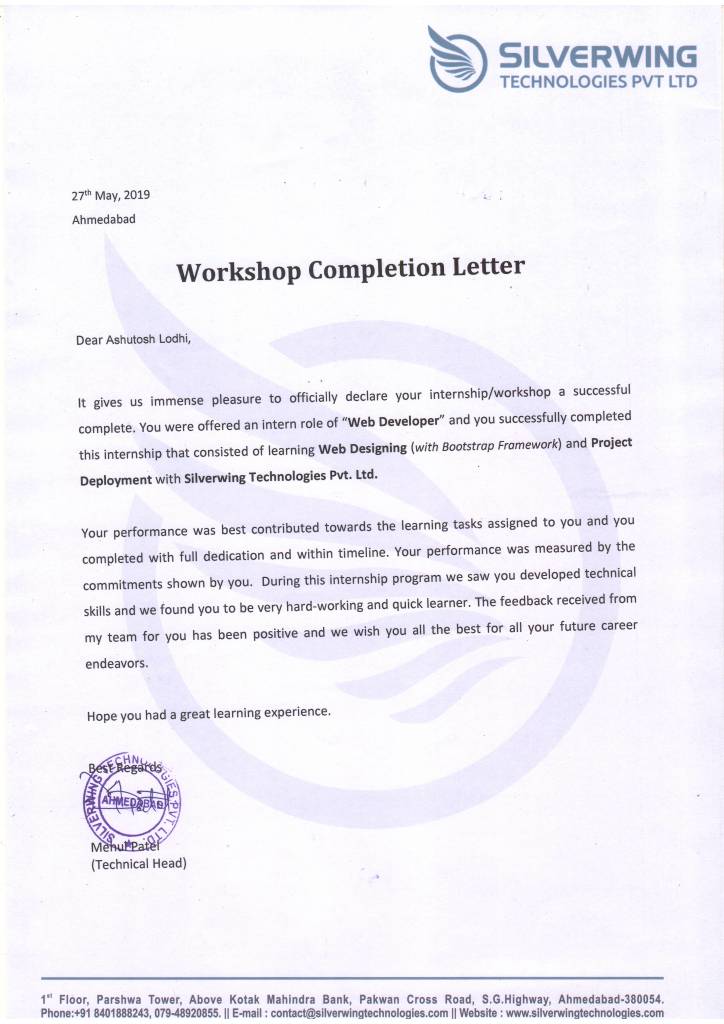 SILVERWING
TECHNOLOGIES PVT LTD
27th May, 2019
Ahmedabad
Workshop Completion Letter
Dear Ashutosh Lodhi,
It gives us immense pleasure to officially declare your internship/workshop a successful
complete. You were offered an intern role of “Web Developer” and you successfully completed
this internship that consisted of learning Web Designing (with Bootstrap Framework) and Project
Deployment with Silverwing Technologies Pvt. Ltd.
Your performance was best contributed towards the learning tasks assigned to you and you
completed with full dedication and within timeline. Your performance was measured by the
commitments shown by you. During this internship program we saw you developed technical
skills and we found you to be very hard-working and quick learner. The feedback received from
my team for you has been positive and we wish you all the best for all your future career
endeavors.
Hope you had a great learning experience.
Best Regards
SILVERWING TECHNOLOGIES PVT. LTD.
AHMEDABAD
Mehul Patel
(Technical Head)
1st Floor, Parshwa Tower, Above Kotak Mahindra Bank, Pakwan Cross Road, S.G.Highway, Ahmedabad-380054.
Phone:+91 8401888243, 079-48920855. || E-mail : contact@silverwingtechnologies.com || Website : www.silverwingtechnologies.com